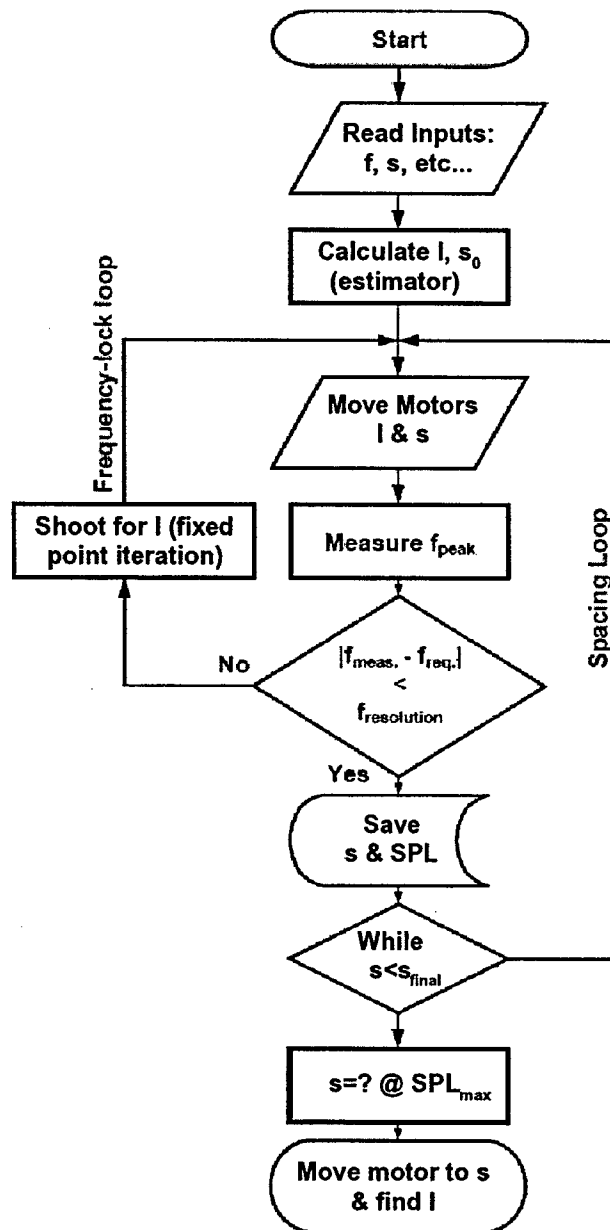 Start
Read Inputs:
f, s, etc...
Calculate l, s₀
(estimator)
Frequency-lock loop
Move Motors
l & s
Shoot for l (fixed
point iteration)
Measure f_peak
Spacing Loop
No
|f_meas. - f_req.|
<
f_resolution
Yes
Save
s & SPL
While
s<s_final
s=? @ SPL_max
Move motor to s
& find l